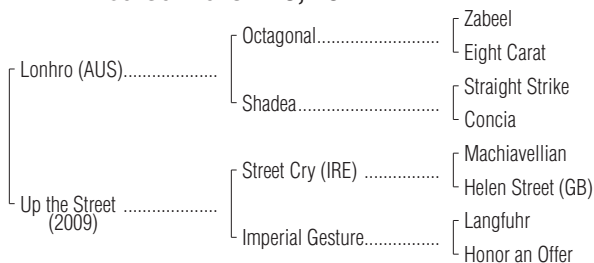 Zabeel
Octagonal
Eight Carat
Lonhro (AUS)
Straight Strike
Shadea
Concia
Machiavellian
Street Cry (IRE)
Helen Street (GB)
Up the Street
(2009)
Langfuhr
Imperial Gesture
Honor an Offer